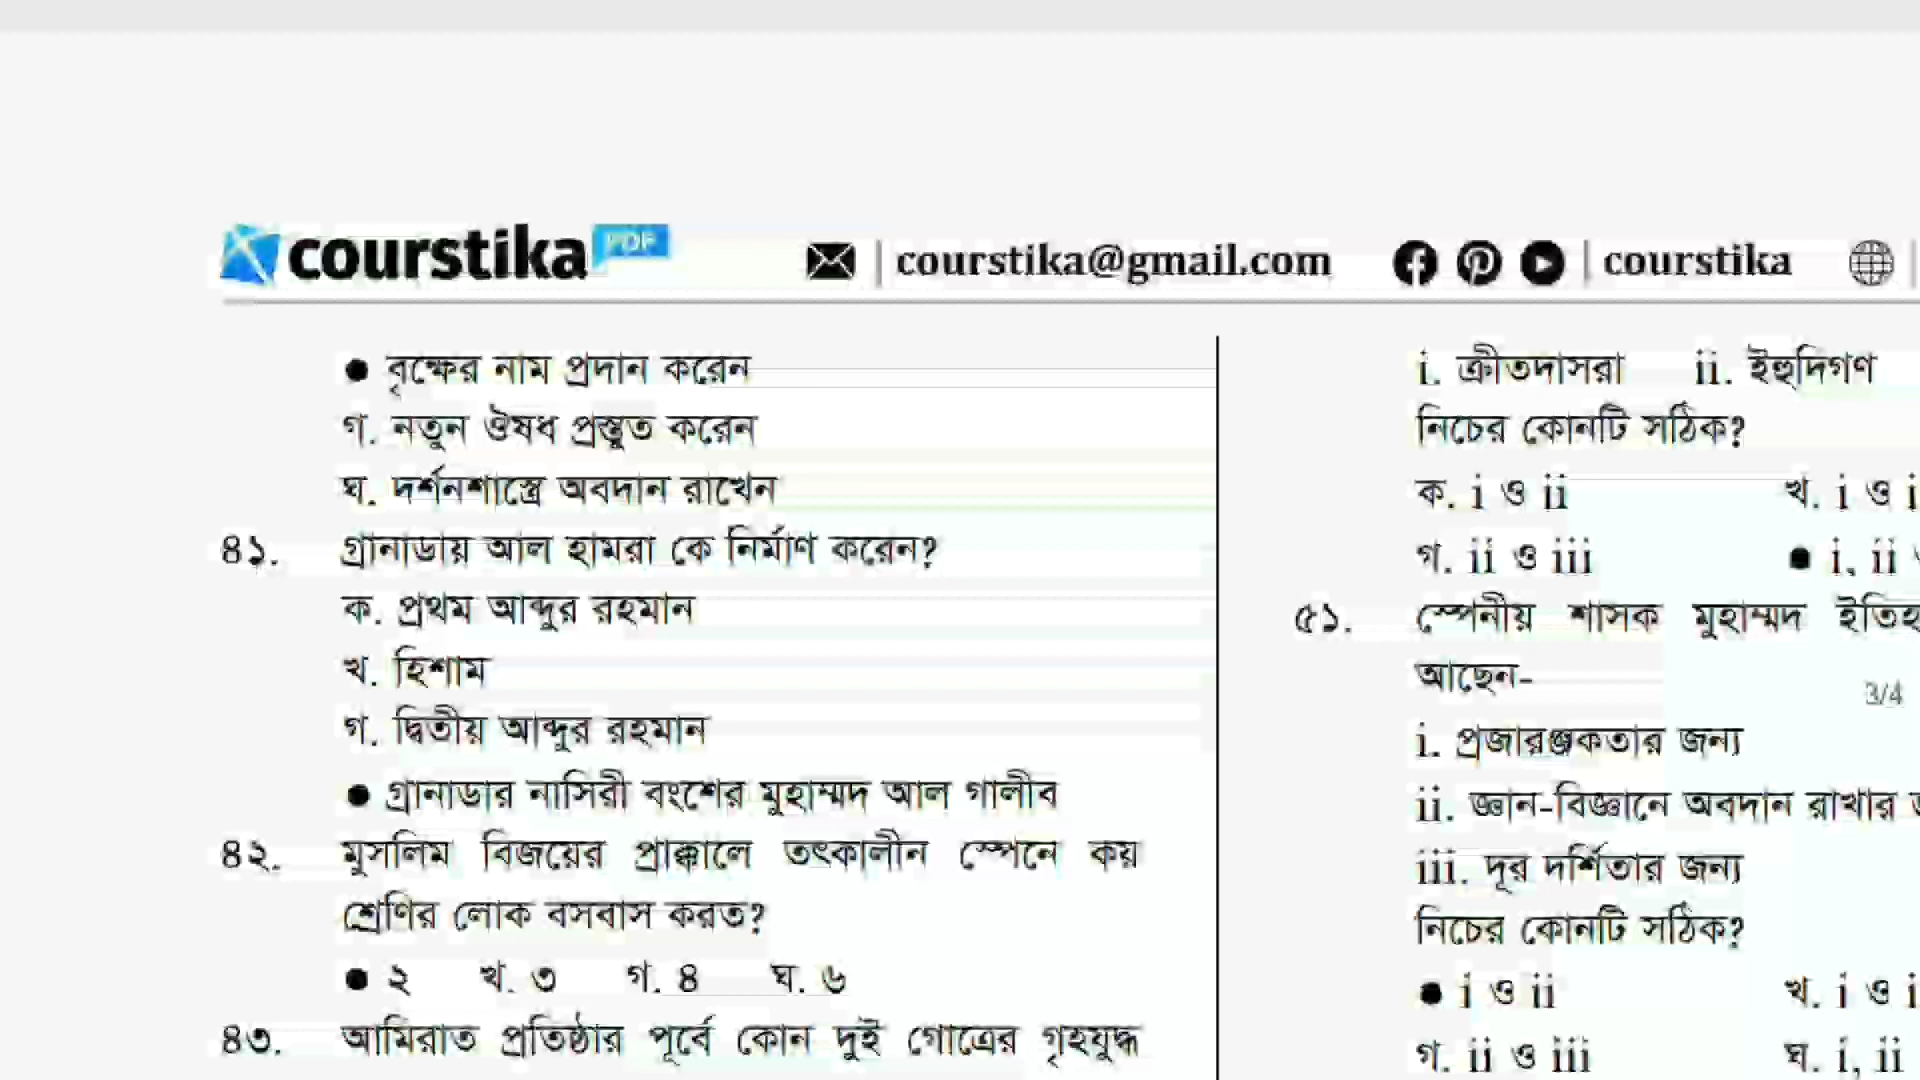 courstika PDF
courstika@gmail.com
courstika
● বৃক্ষের নাম প্রদান করেন
গ. নতুন ঔষধ প্রস্তুত করেন
ঘ. দর্শনশাস্ত্রে অবদান রাখেন
৪১. গ্রানাডায় আল হামরা কে নির্মাণ করেন?
ক. প্রথম আব্দুর রহমান
খ. হিশাম
গ. দ্বিতীয় আব্দুর রহমান
● গ্রানাডার নাসিরী বংশের মুহাম্মদ আল গালীব
৪২. মুসলিম বিজয়ের প্রাক্কালে তৎকালীন স্পেনে কয়
শ্রেণির লোক বসবাস করত?
● ২ খ. ৩ গ. ৪ ঘ. ৬
৪৩. আমিরাত প্রতিষ্ঠার পূর্বে কোন দুই গোত্রের গৃহযুদ্ধ
i. ক্রীতদাসরা ii. ইহুদিগণ
নিচের কোনটি সঠিক?
ক. i ও ii খ. i ও
গ. ii ও iii ● i, ii
৫১. স্পেনীয় শাসক মুহাম্মদ
আছেন-
3/4
i. প্রজারঞ্জকতার জন্য
ii. জ্ঞান-বিজ্ঞানে অবদান রাখার
iii. দূর দর্শিতার জন্য
নিচের কোনটি সঠিক?
● i ও ii খ. i ও
গ. ii ও iii ঘ. i, ii